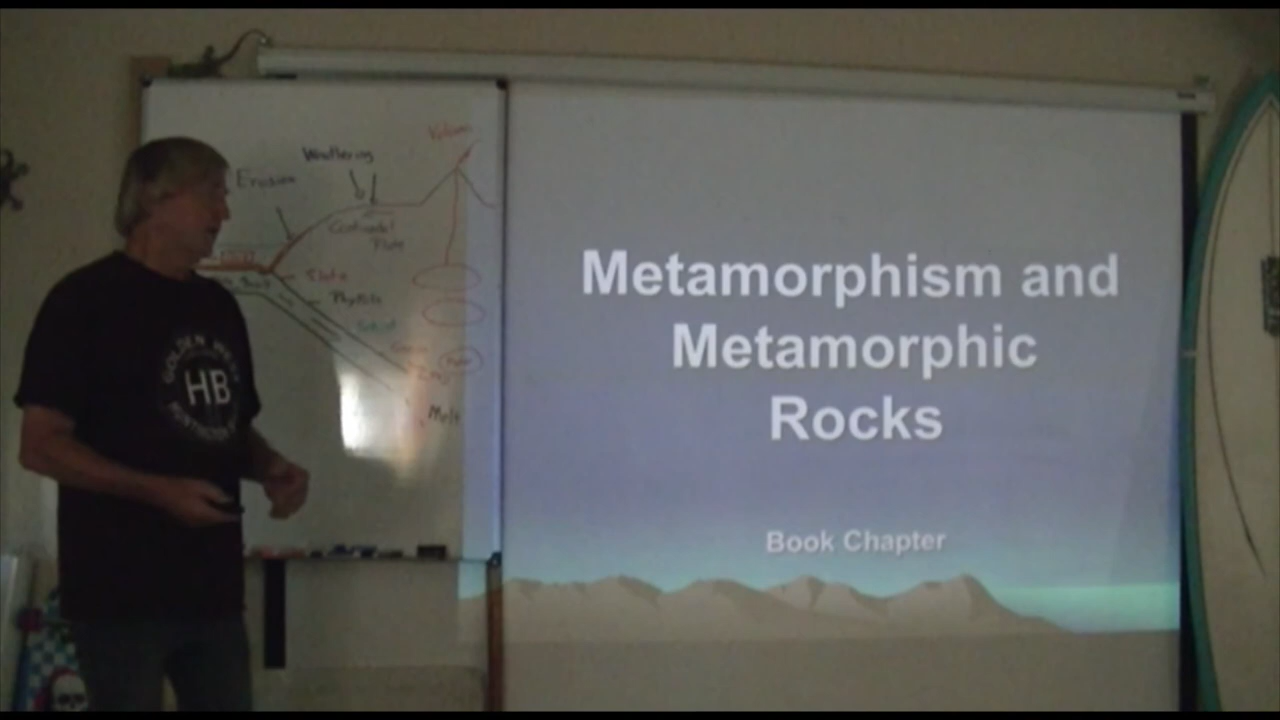 Weathering
Erosion
Continental
Plate
Slate
Phyllite
Schist
Melt
HB
Metamorphism and
Metamorphic
Rocks
Book Chapter